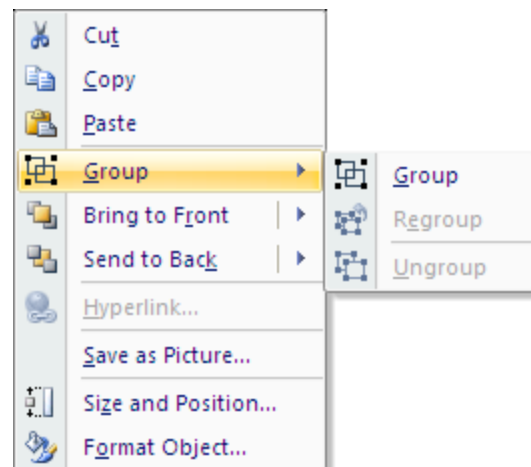 Cut
Copy
Paste
Group
Bring to Front
Send to Back
Hyperlink...
Save as Picture...
Size and Position...
Format Object...
Group
Regroup
Ungroup